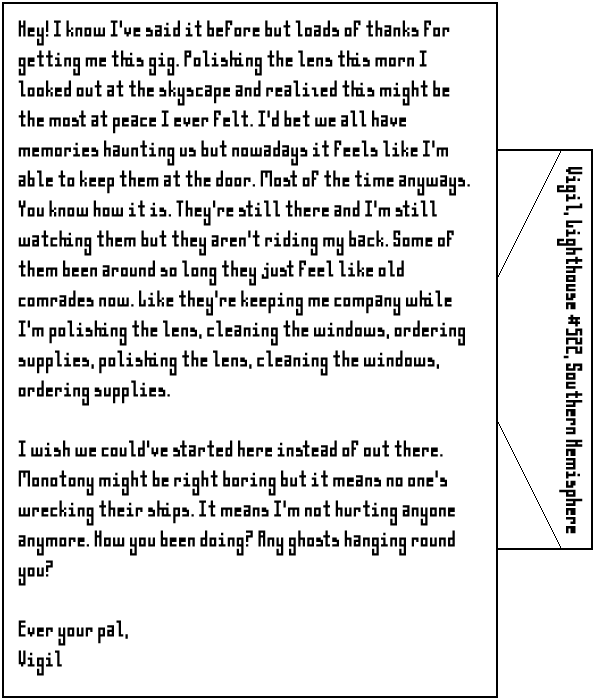 Hey! I know I've said it before but loads of thanks for
getting me this gig. Polishing the lens this morn I
looked out at the skyscape and realized this might be
the most at peace I ever felt. I'd bet we all have
memories haunting us but nowadays it feels like I'm
able to keep them at the door. Most of the time anyways.
You know how it is. They're still there and I'm still
watching them but they aren't riding my back. Some of
them been around so long they just feel like old
comrades now. Like they're keeping me company while
I'm polishing the lens, cleaning the windows, ordering
supplies, polishing the lens, cleaning the windows,
ordering supplies.

I wish we could've started here instead of out there.
Monotony might be right boring but it means no one's
wrecking their ships. It means I'm not hurting anyone
anymore. How you been doing? Any ghosts hanging round
you?

Ever your pal,
Vigil

Vigil, Lighthouse #522, Southern Hemisphere